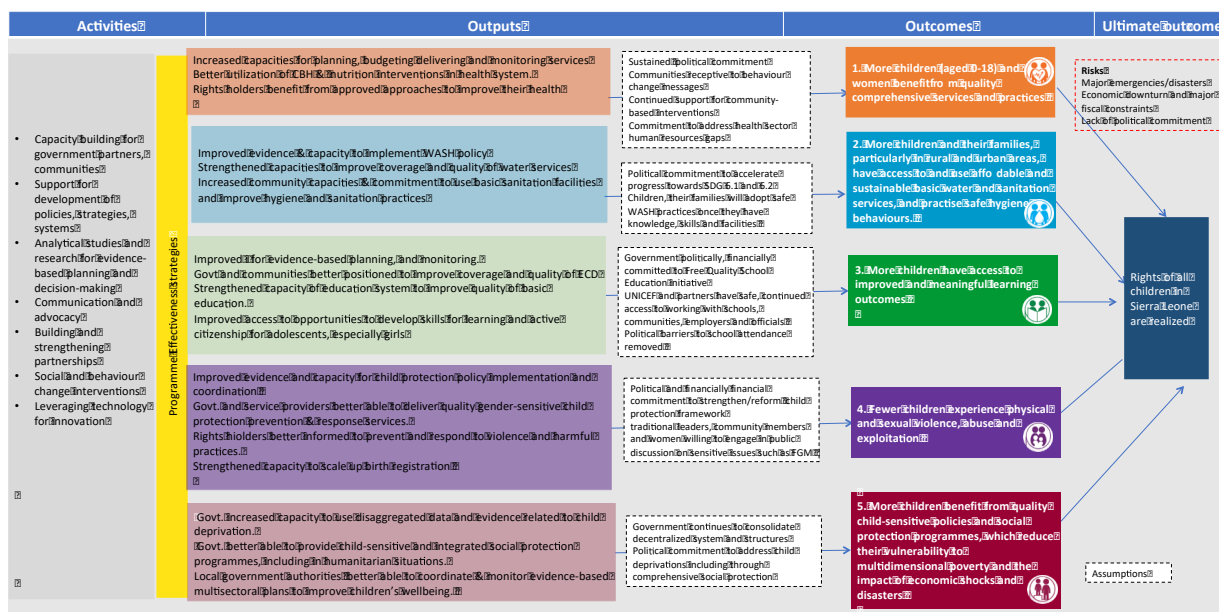 Activities
Outputs
Outcomes
Ultimate outcome
• Capacity building for
government partners,
communities
• Support for
development of
policies, strategies,
systems
• Analytical studies and
research for evidence-
based planning and
decision-making
• Communication and
advocacy
• Building and
strengthening
partnerships
• Social and behaviour
change interventions
• Leveraging technology
for innovation
Programme Effectiveness strategies
Increased capacities for planning, budgeting delivering and monitoring services
Better utilization of CBH & nutrition interventions in health system.
Rights holders benefit from approved approaches to improve their health
Sustained political commitment
Communities receptive to behaviour
change messages
Continued support for community-
based interventions
Commitment to address health sector
human resources gaps
1. More children (aged 0-18) and
women benefit fro m quality
comprehensive services and practices
Risks
Major emergencies/disasters
Economic downturn and major
fiscal constraints
Lack of political commitment
Improved evidence & capacity to implement WASH policy
Strengthened capacities to improve coverage and quality of water services
Increased community capacities & commitment to use basic sanitation facilities
and improve hygiene and sanitation practices
Political commitment to accelerate
progress towards SDG 6.1 and 6.2
Children, their families will adopt safe
WASH practices once they have
knowledge, skills and facilities
2. More children and their families,
particularly in rural and urban areas,
have access to and use affo dable and
sustainable basic water and sanitation
services, and practise safe hygiene
behaviours.
Improved for evidence-based planning, and monitoring.
Govt and communities better positioned to improve coverage and quality of ECD
Strengthened capacity of education system to improve quality of basic
education.
Improved access to opportunities to develop skills for learning and active
citizenship for adolescents, especially girls
Government politically, financially
committed to Free Quality School
Education Initiative
UNICEF and partners have safe, continued
access to working with schools,
communities, employers and officials
Political barriers to school attendance
removed
3. More children have access to
improved and meaningful learning
outcomes
Rights of all
children in
Sierra Leone
are realized
Improved evidence and capacity for child protection policy implementation and
coordination
Govt. and service providers better able to deliver quality gender-sensitive child
protection prevention & response services.
Rights holders better informed to prevent and respond to violence and harmful
practices.
Strengthened capacity to scale up birth registration
Political and financially financial
commitment to strengthen/reform child
protection framework
traditional leaders, community members
and women willing to engage in public
discussion on sensitive issues such as FGM
4. Fewer children experience physical
and sexual violence, abuse and
exploitation
Govt. increased capacity to use disaggregated data and evidence related to child
deprivation.
Govt. better able to provide child-sensitive and integrated social protection
programmes, including in humanitarian situations.
Local government authorities better able to coordinate & monitor evidence-based
multisectoral plans to improve children's wellbeing.
Government continues to consolidate
decentralized system and structures
Political commitment to address child
deprivations including through
comprehensive social protection
5. More children benefit from quality
child-sensitive policies and social
protection programmes, which reduce
their vulnerability to
multidimensional poverty and the
impact of economic shocks and
disasters
Assumptions